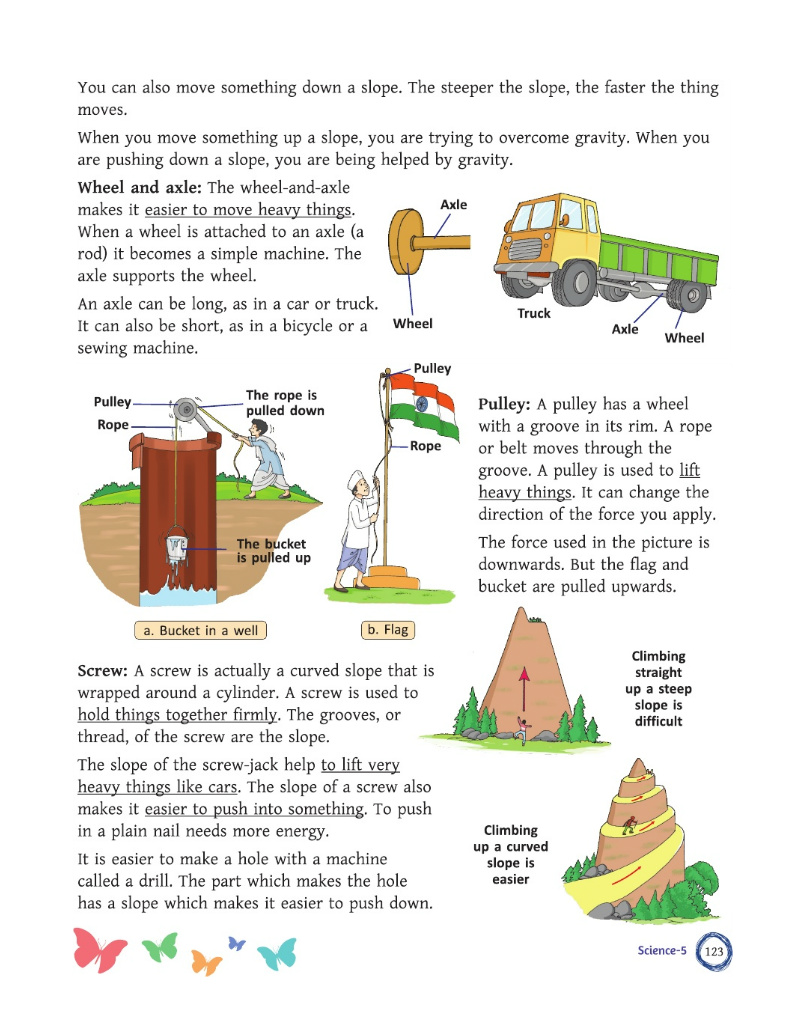 You can also move something down a slope. The steeper the slope, the faster the thing
moves.
When you move something up a slope, you are trying to overcome gravity. When you
are pushing down a slope, you are being helped by gravity.
Wheel and axle: The wheel-and-axle
makes it easier to move heavy things.
When a wheel is attached to an axle (a
rod) it becomes a simple machine. The
axle supports the wheel.
An axle can be long, as in a car or truck.
It can also be short, as in a bicycle or a
sewing machine.
Axle
Wheel
Truck
Axle
Wheel
Pulley
Rope
The rope is
pulled down
The bucket
is pulled up
a. Bucket in a well
Pulley
Rope
b. Flag
Pulley: A pulley has a wheel
with a groove in its rim. A rope
or belt moves through the
groove. A pulley is used to lift
heavy things. It can change the
direction of the force you apply.
The force used in the picture is
downwards. But the flag and
bucket are pulled upwards.
Screw: A screw is actually a curved slope that is
wrapped around a cylinder. A screw is used to
hold things together firmly. The grooves, or
thread, of the screw are the slope.
The slope of the screw-jack help to lift very
heavy things like cars. The slope of a screw also
makes it easier to push into something. To push
in a plain nail needs more energy.
It is easier to make a hole with a machine
called a drill. The part which makes the hole
has a slope which makes it easier to push down.
Climbing
straight
up a steep
slope is
difficult
Climbing
up a curved
slope is
easier
Science-5
123